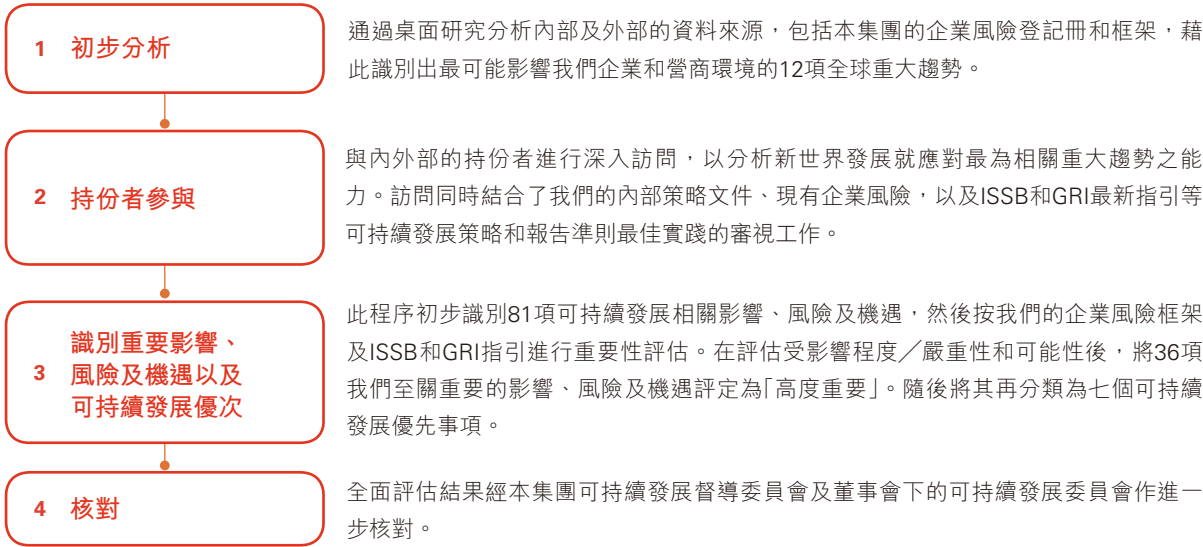 1 初步分析
通過桌面研究分析內部及外部的資料來源，包括本集團的企業風險登記冊和框架，藉
此識別出最可能影響我們企業和營商環境的12項全球重大趨勢。
2 持份者參與
與內外部的持份者進行深入訪問，以分析新世界發展就應對最為相關重大趨勢之能
力。訪問同時結合了我們的內部策略文件、現有企業風險，以及ISSB和GRI最新指引等
可持續發展策略和報告準則最佳實踐的審視工作。
3 識別重要影響、
風險及機遇以及
可持續發展優次
此程序初步識別81項可持續發展相關影響、風險及機遇，然後按我們的企業風險框架
及ISSB和GRI指引進行重要性評估。在評估受影響程度／嚴重性和可能性後，將36項
我們至關重要的影響、風險及機遇評定為「高度重要」。隨後將其再分類為七個可持續
發展優先事項。
4 核對
全面評估結果經本集團可持續發展督導委員會及董事會下的可持續發展委員會作進一
步核對。